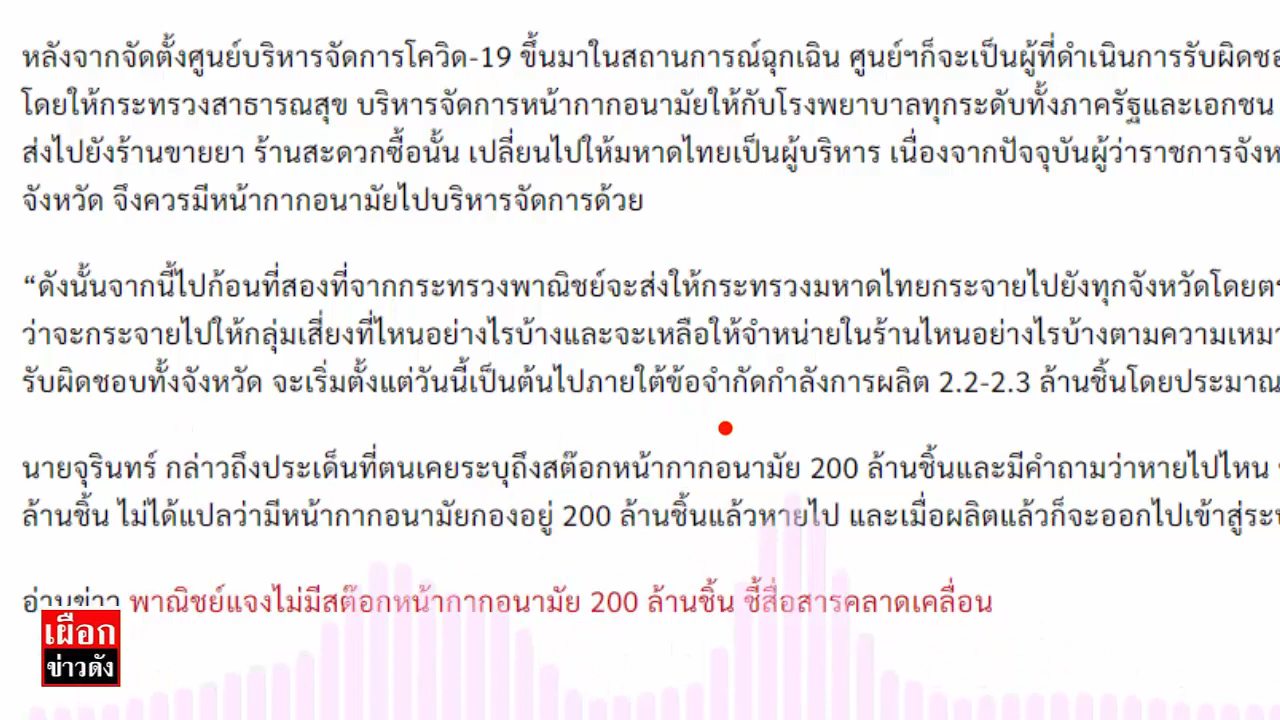 หลังจากจัดตั้งศูนย์บริหารจัดการโควิด-19 ขึ้นมาในสถานการณ์ฉุกเฉิน ศูนย์ฯก็จะเป็นผู้ที่ดำเนินการรับผิดช
โดยให้กระทรวงสาธารณสุข บริหารจัดการหน้ากากอนามัยให้กับโรงพยาบาลทุกระดับทั้งภาครัฐและเอกชน
ส่งไปยังร้านขายยา ร้านสะดวกซื้อนั้น เปลี่ยนไปให้มหาดไทยเป็นผู้บริหาร เนื่องจากปัจจุบันผู้ว่าราชการจังห
จังหวัด จึงควรมีหน้ากากอนามัยไปบริหารจัดการด้วย
“ดังนั้นจากนี้ไปก้อนที่สองที่จากกระทรวงพาณิชย์จะส่งให้กระทรวงมหาดไทยกระจายไปยังทุกจังหวัดโดยตร
ว่าจะกระจายไปให้กลุ่มเสี่ยงที่ไหนอย่างไรบ้างและจะเหลือให้จำหน่ายในร้านไหนอย่างไรบ้างตามความเหมา
รับผิดชอบทั้งจังหวัด จะเริ่มตั้งแต่วันนี้เป็นต้นไปภายใต้ข้อจำกัดกำลังการผลิต 2.2-2.3 ล้านชิ้นโดยประมาณ
นายจุรินทร์ กล่าวถึงประเด็นที่ตนเคยระบุถึงสต๊อกหน้ากากอนามัย 200 ล้านชิ้นและมีคำถามว่าหายไปไหน
ล้านชิ้น ไม่ได้แปลว่ามีหน้ากากอนามัยกองอยู่ 200 ล้านชิ้นแล้วหายไป และเมื่อผลิตแล้วก็จะออกไปเข้าสู่ระ
อ่านข่าว พาณิชย์แจงไม่มีสต๊อกหน้ากากอนามัย 200 ล้านชิ้น ชี้สื่อสารคลาดเคลื่อน
เผือก
ข่าวดัง